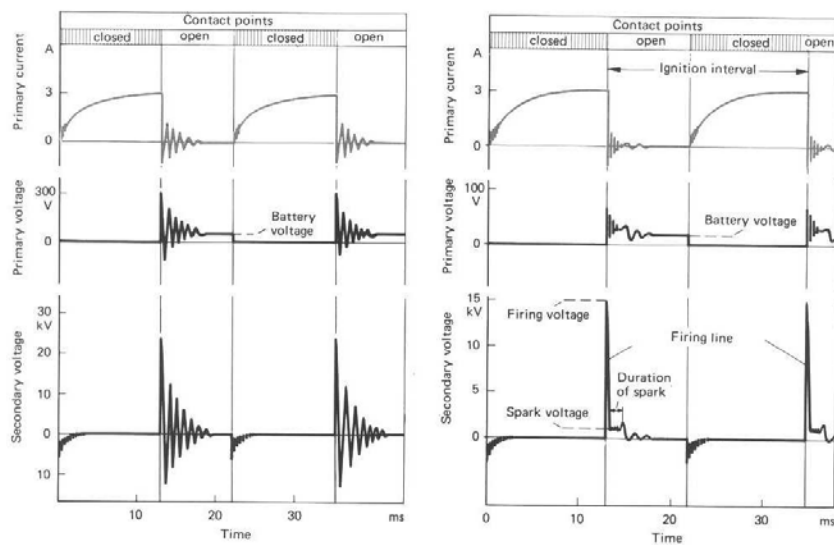 Contact points
closed open closed open
Primary current
A
3
0
Primary voltage
300
V
0
Battery
voltage
Secondary voltage
30
kV
20
10
0
10
10 30 ms
Time
Contact points
closed open closed open
Primary current
A
3
0
Ignition interval
Primary voltage
100
V
0
Battery voltage
Secondary voltage
15
kV
10
5
0
Firing voltage
Firing line
Duration
of spark
Spark voltage
0 10 20 30 ms
Time